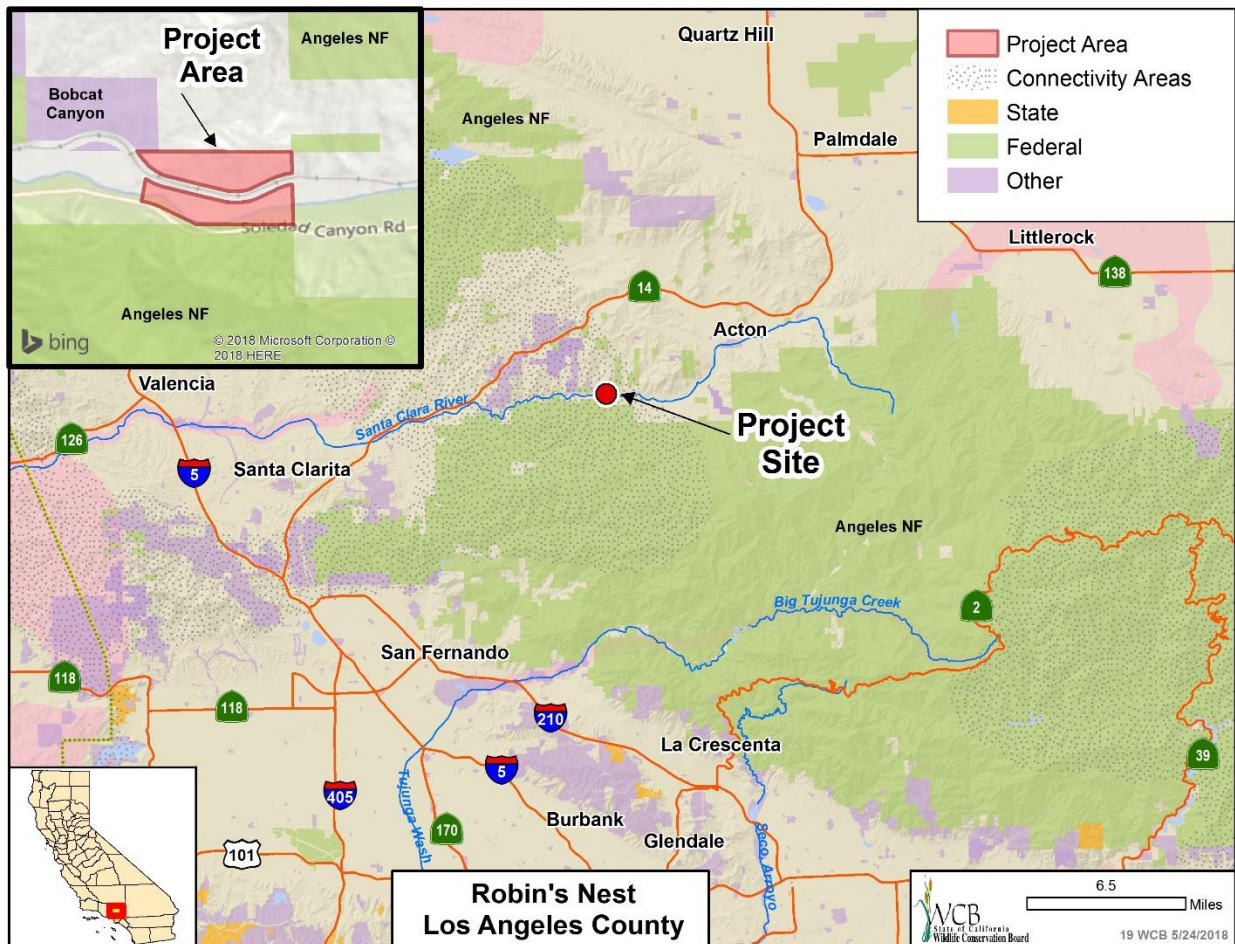 Project
Area
Angeles NF
Bobcat
Canyon
Soledad Canyon Rd
Angeles NF
bing
© 2018 Microsoft Corporation ©
2018 HERE
Quartz Hill
Angeles NF
Palmdale
Project Area
Connectivity Areas
State
Federal
Other
Littlerock
138
14
Acton
Valencia
Santa Clara River
126
Project
Site
Santa Clarita
5
Angeles NF
Big Tujunga Creek
2
San Fernando
118
118
210
La Crescenta
39
5
405
Tujunga Wash
170
Burbank
Glendale
Seco, Arroyo
101
Robin's Nest
Los Angeles County
WCB
State of California
Wildlife Conservation Board
6.5
Miles
19 WCB 5/24/2018